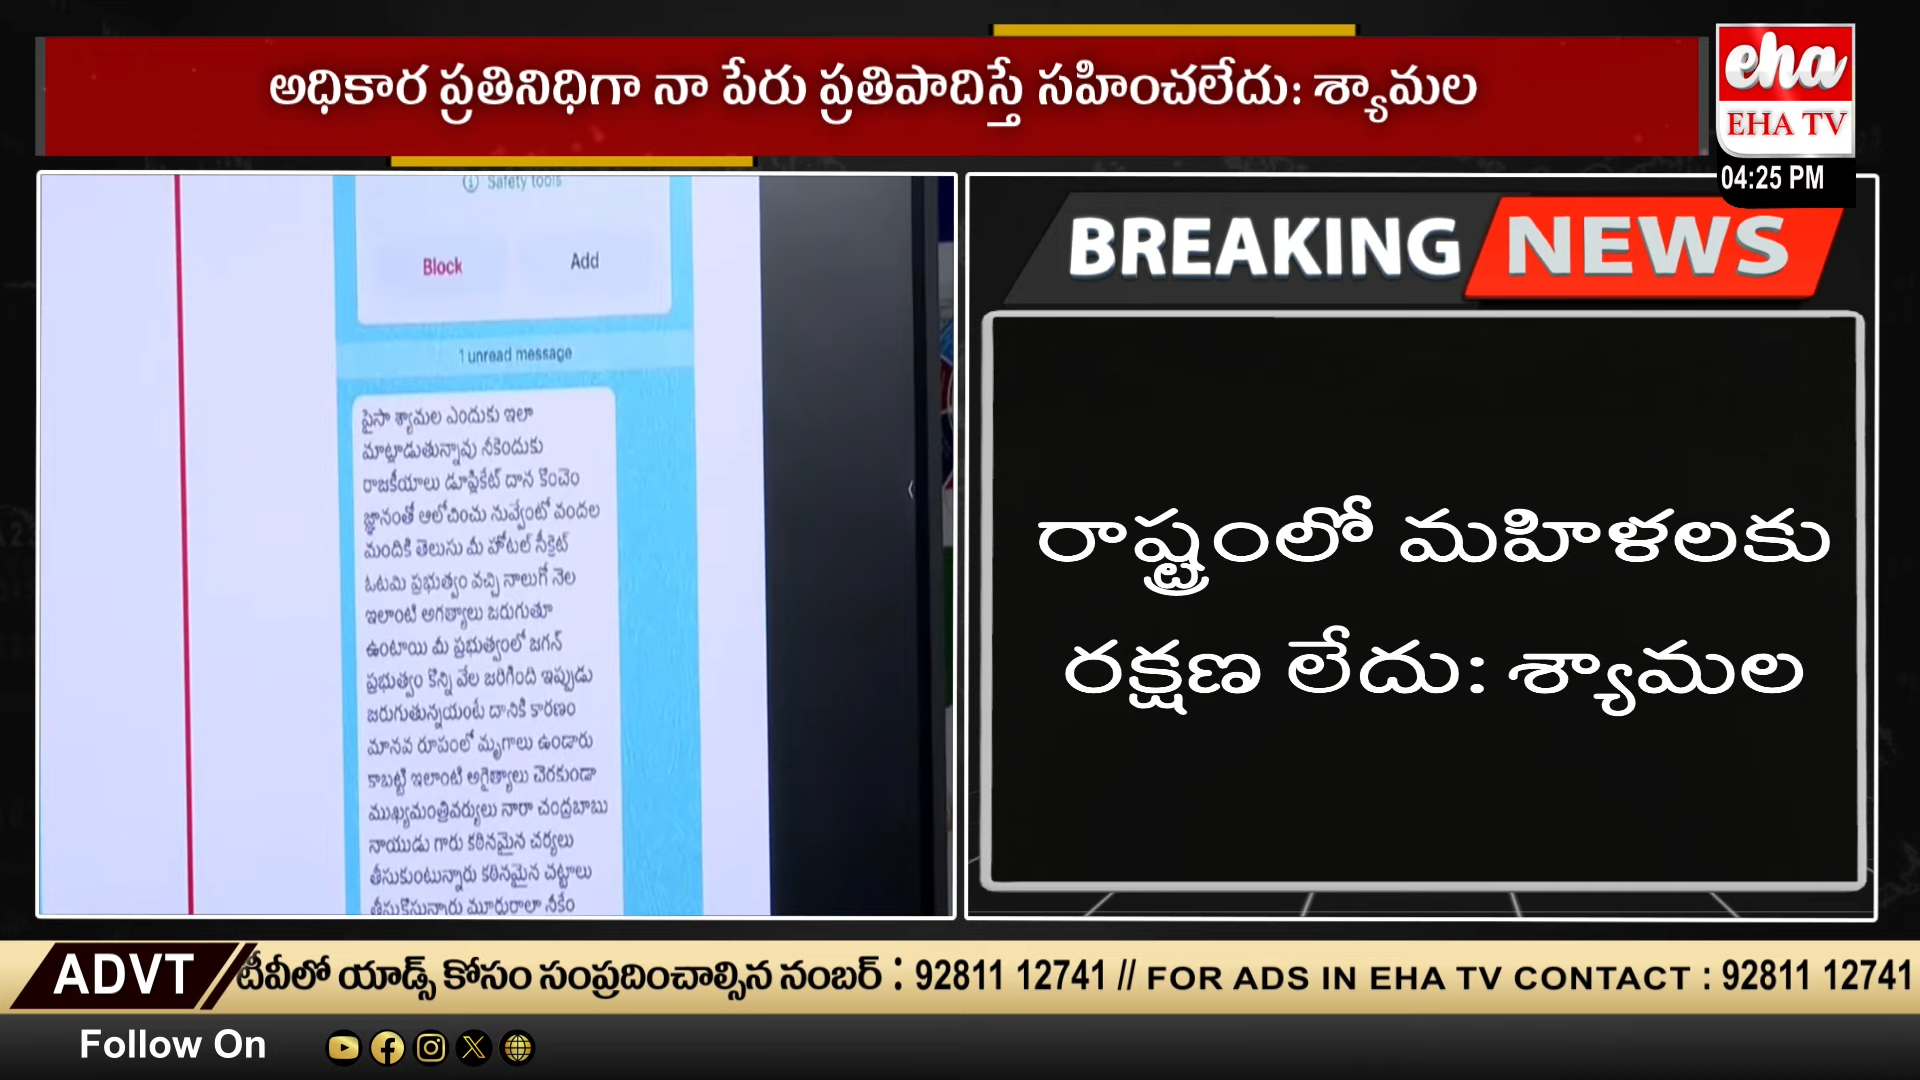 అధికార ప్రతినిధిగా నా పేరు ప్రతిపాదిస్తే సహించలేదు: శ్యామల
eha
EHA TV
04:25 PM
Safety tools
Block
Add
1 unread message
పైసా శ్యామల ఎందుకు ఇలా
మాట్లాడుతున్నావు నీకెందుకు
రాజకీయాలు డూప్లికేట్ దాన కొంచెం
జ్ఞానంతో ఆలోచించు నువ్వేంటో వందల
మందికి తెలుసు మీ హోటల్ సీక్రెట్
ఓటమి ప్రభుత్వం వచ్చి నాలుగో నెల
ఇలాంటి అగత్యాలు జరుగుతూ
ఉంటాయి మీ ప్రభుత్వంలో జగన్
ప్రభుత్వం కొన్ని వేల జరిగింది ఇప్పుడు
జరుగుతున్నయంటే దానికి కారణం
మానవ రూపంలో మృగాలు ఉండారు
కాబట్టి ఇలాంటి అగైత్యాలు చెరకుండా
ముఖ్యమంత్రివర్యులు నారా చంద్రబాబు
నాయుడు గారు కఠినమైన చర్యలు
తీసుకుంటున్నారు కఠినమైన చట్టాలు
BREAKING NEWS
రాష్ట్రంలో మహిళలకు
రక్షణ లేదు: శ్యామల
ADVT
టీవీలో యాడ్స్ కోసం సంప్రదించాల్సిన నంబర్ : 92811 12741 // FOR ADS IN EHA TV CONTACT : 92811 12741
Follow On